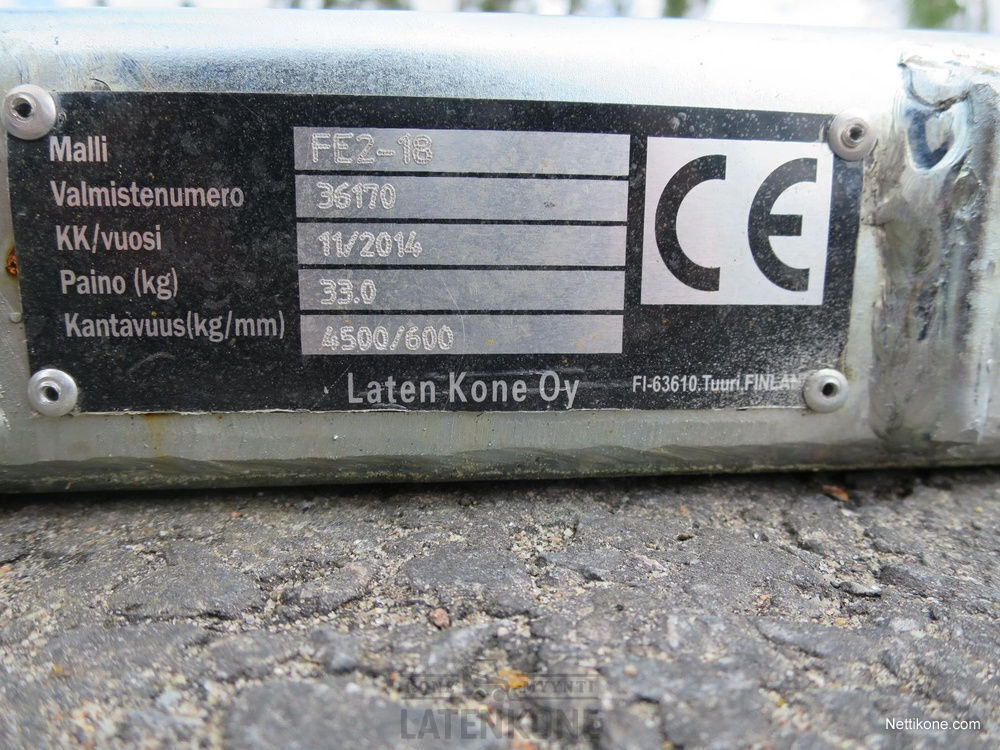 Malli FE2-18
Valmistenumero 36170
KK/vuosi 11/2014
Paino (kg) 33.0
Kantavuus(kg/mm) 4500/600
CE
Laten Kone Oy FI-63610.Tuuri.FINLAN
KONEMYYNTI
LATENKONE
Nettikone.com